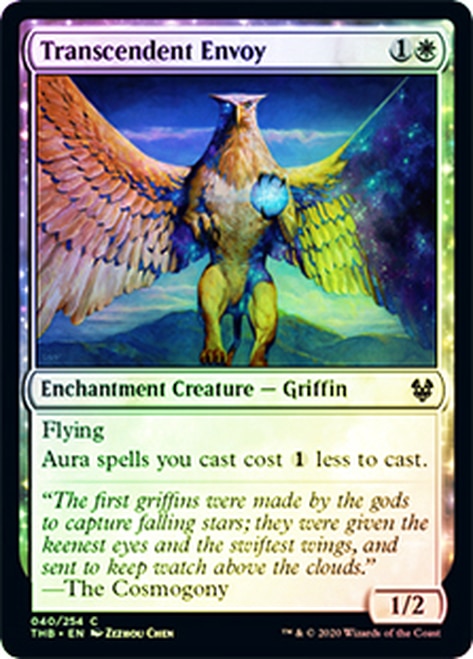 Transcendent Envoy 1
Enchantment Creature — Griffin
Flying
Aura spells you cast cost 1 less to cast.
“The first griffins were made by the gods
to capture falling stars; they were given the
keenest eyes and the swiftest wings, and
sent to keep watch above the clouds.”
—The Cosmogony
1/2
040/254 C
THB • EN Zezhou Chen
™ & © 2020 Wizards of the Coast